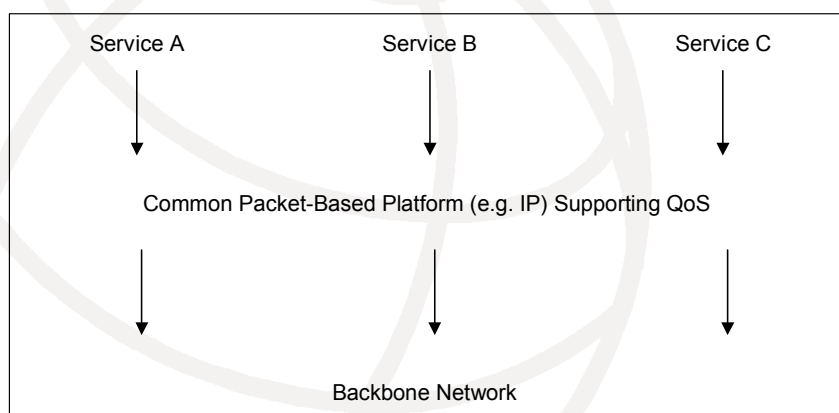 Service A Service B Service C
Common Packet-Based Platform (e.g. IP) Supporting QoS
Backbone Network